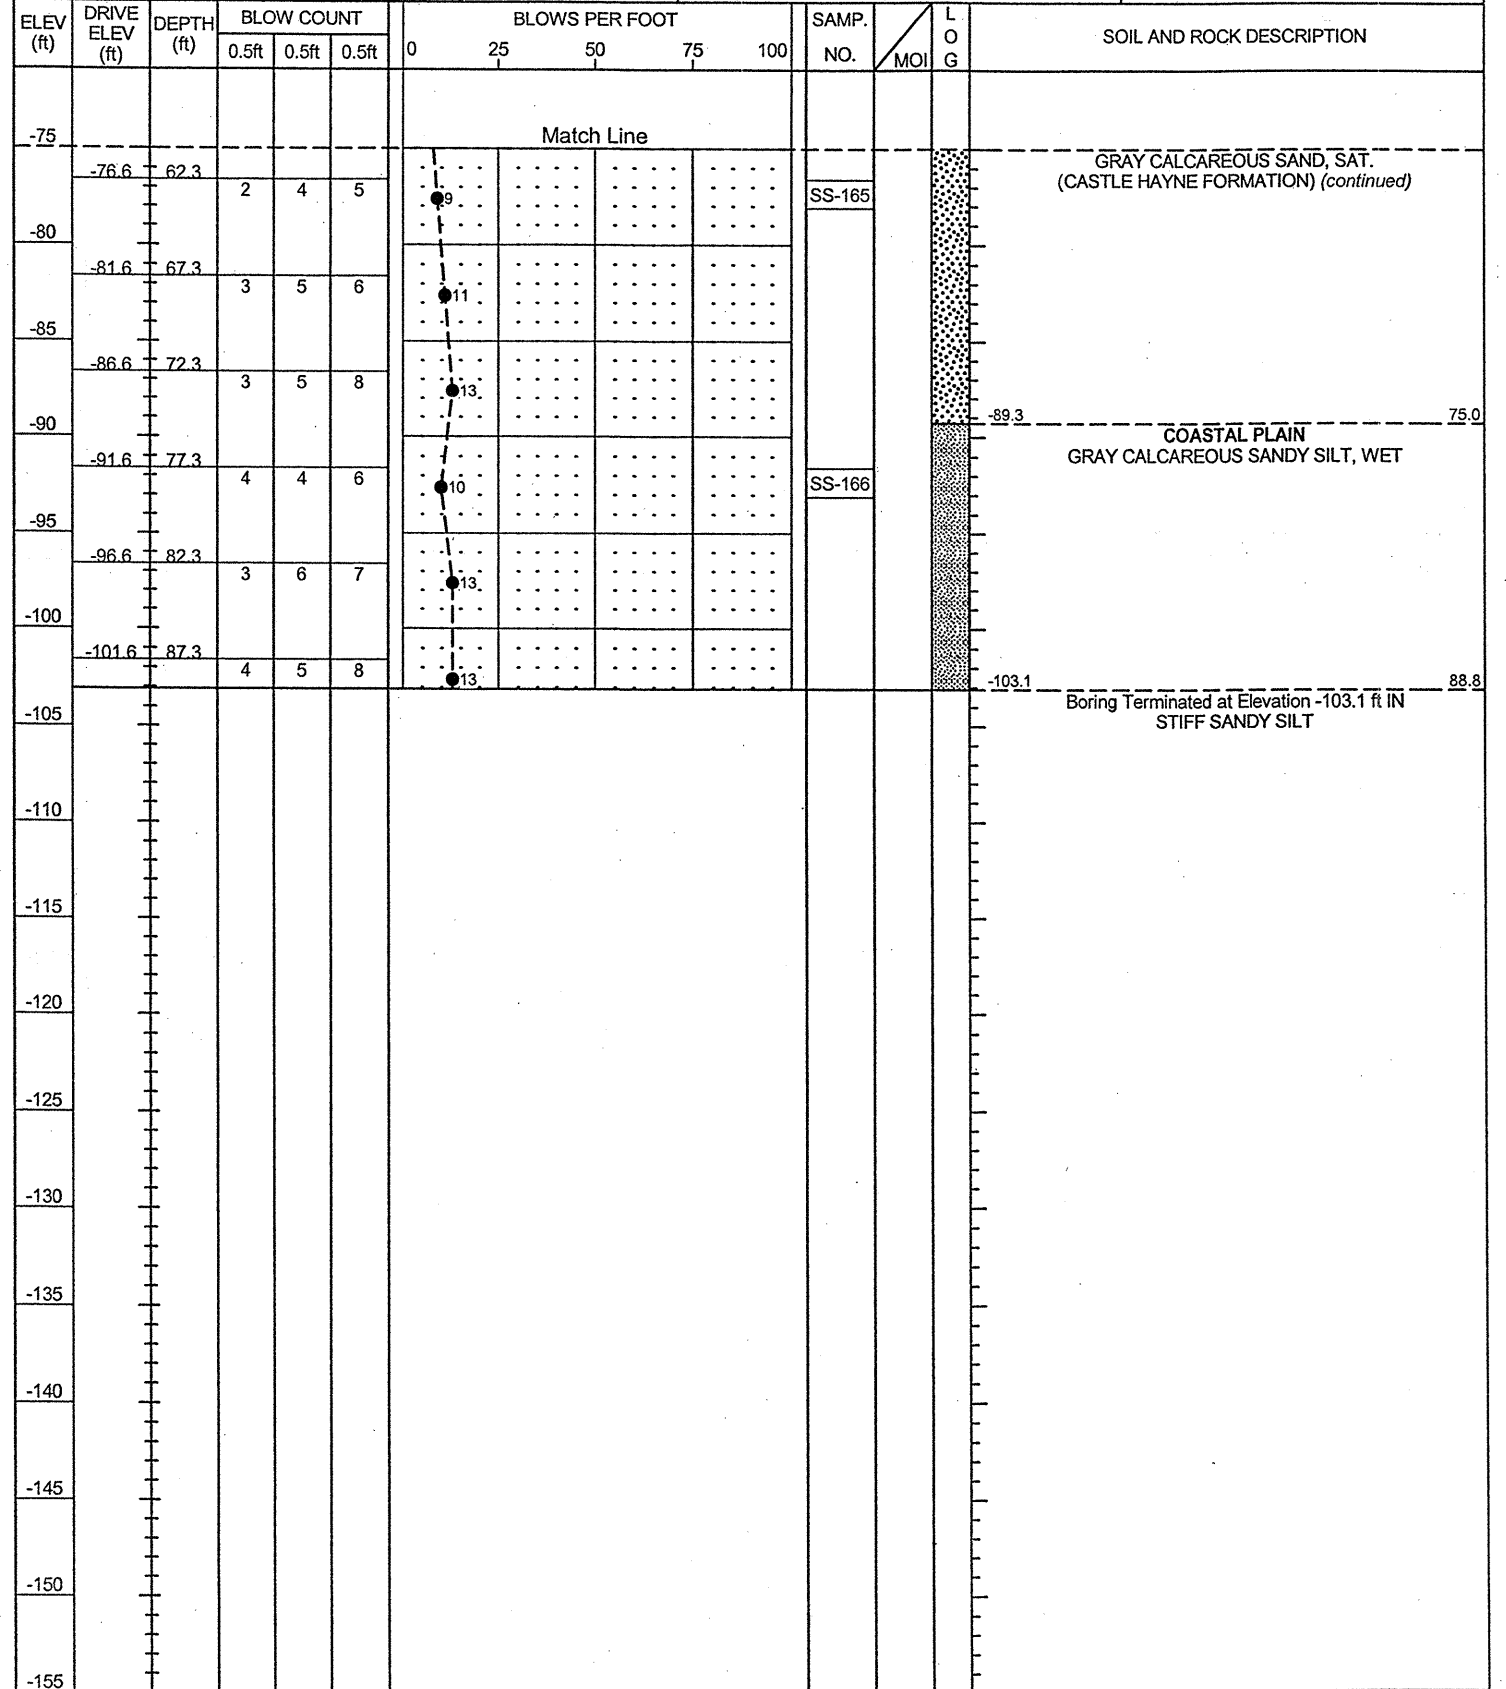 ELEV (ft) DRIVE ELEV (ft) DEPTH (ft) BLOW COUNT 0.5ft 0.5ft 0.5ft BLOWS PER FOOT 0 25 50 75 100 SAMP. NO. MOI LOG SOIL AND ROCK DESCRIPTION
Match Line
-75
GRAY CALCAREOUS SAND, SAT.
-76.6 62.3
(CASTLE HAYNE FORMATION) (continued)
2 4 5 9 SS-165
-80
-81.6 67.3
3 5 6 11
-85
-86.6 72.3
3 5 8 13
-89.3 75.0
-90
COASTAL PLAIN
GRAY CALCAREOUS SANDY SILT, WET
-91.6 77.3
4 4 6 10 SS-166
-95
-96.6 82.3
3 6 7 13
-100
-101.6 87.3
4 5 8 13
-103.1 88.8
Boring Terminated at Elevation -103.1 ft IN
STIFF SANDY SILT
-105
-110
-115
-120
-125
-130
-135
-140
-145
-150
-155